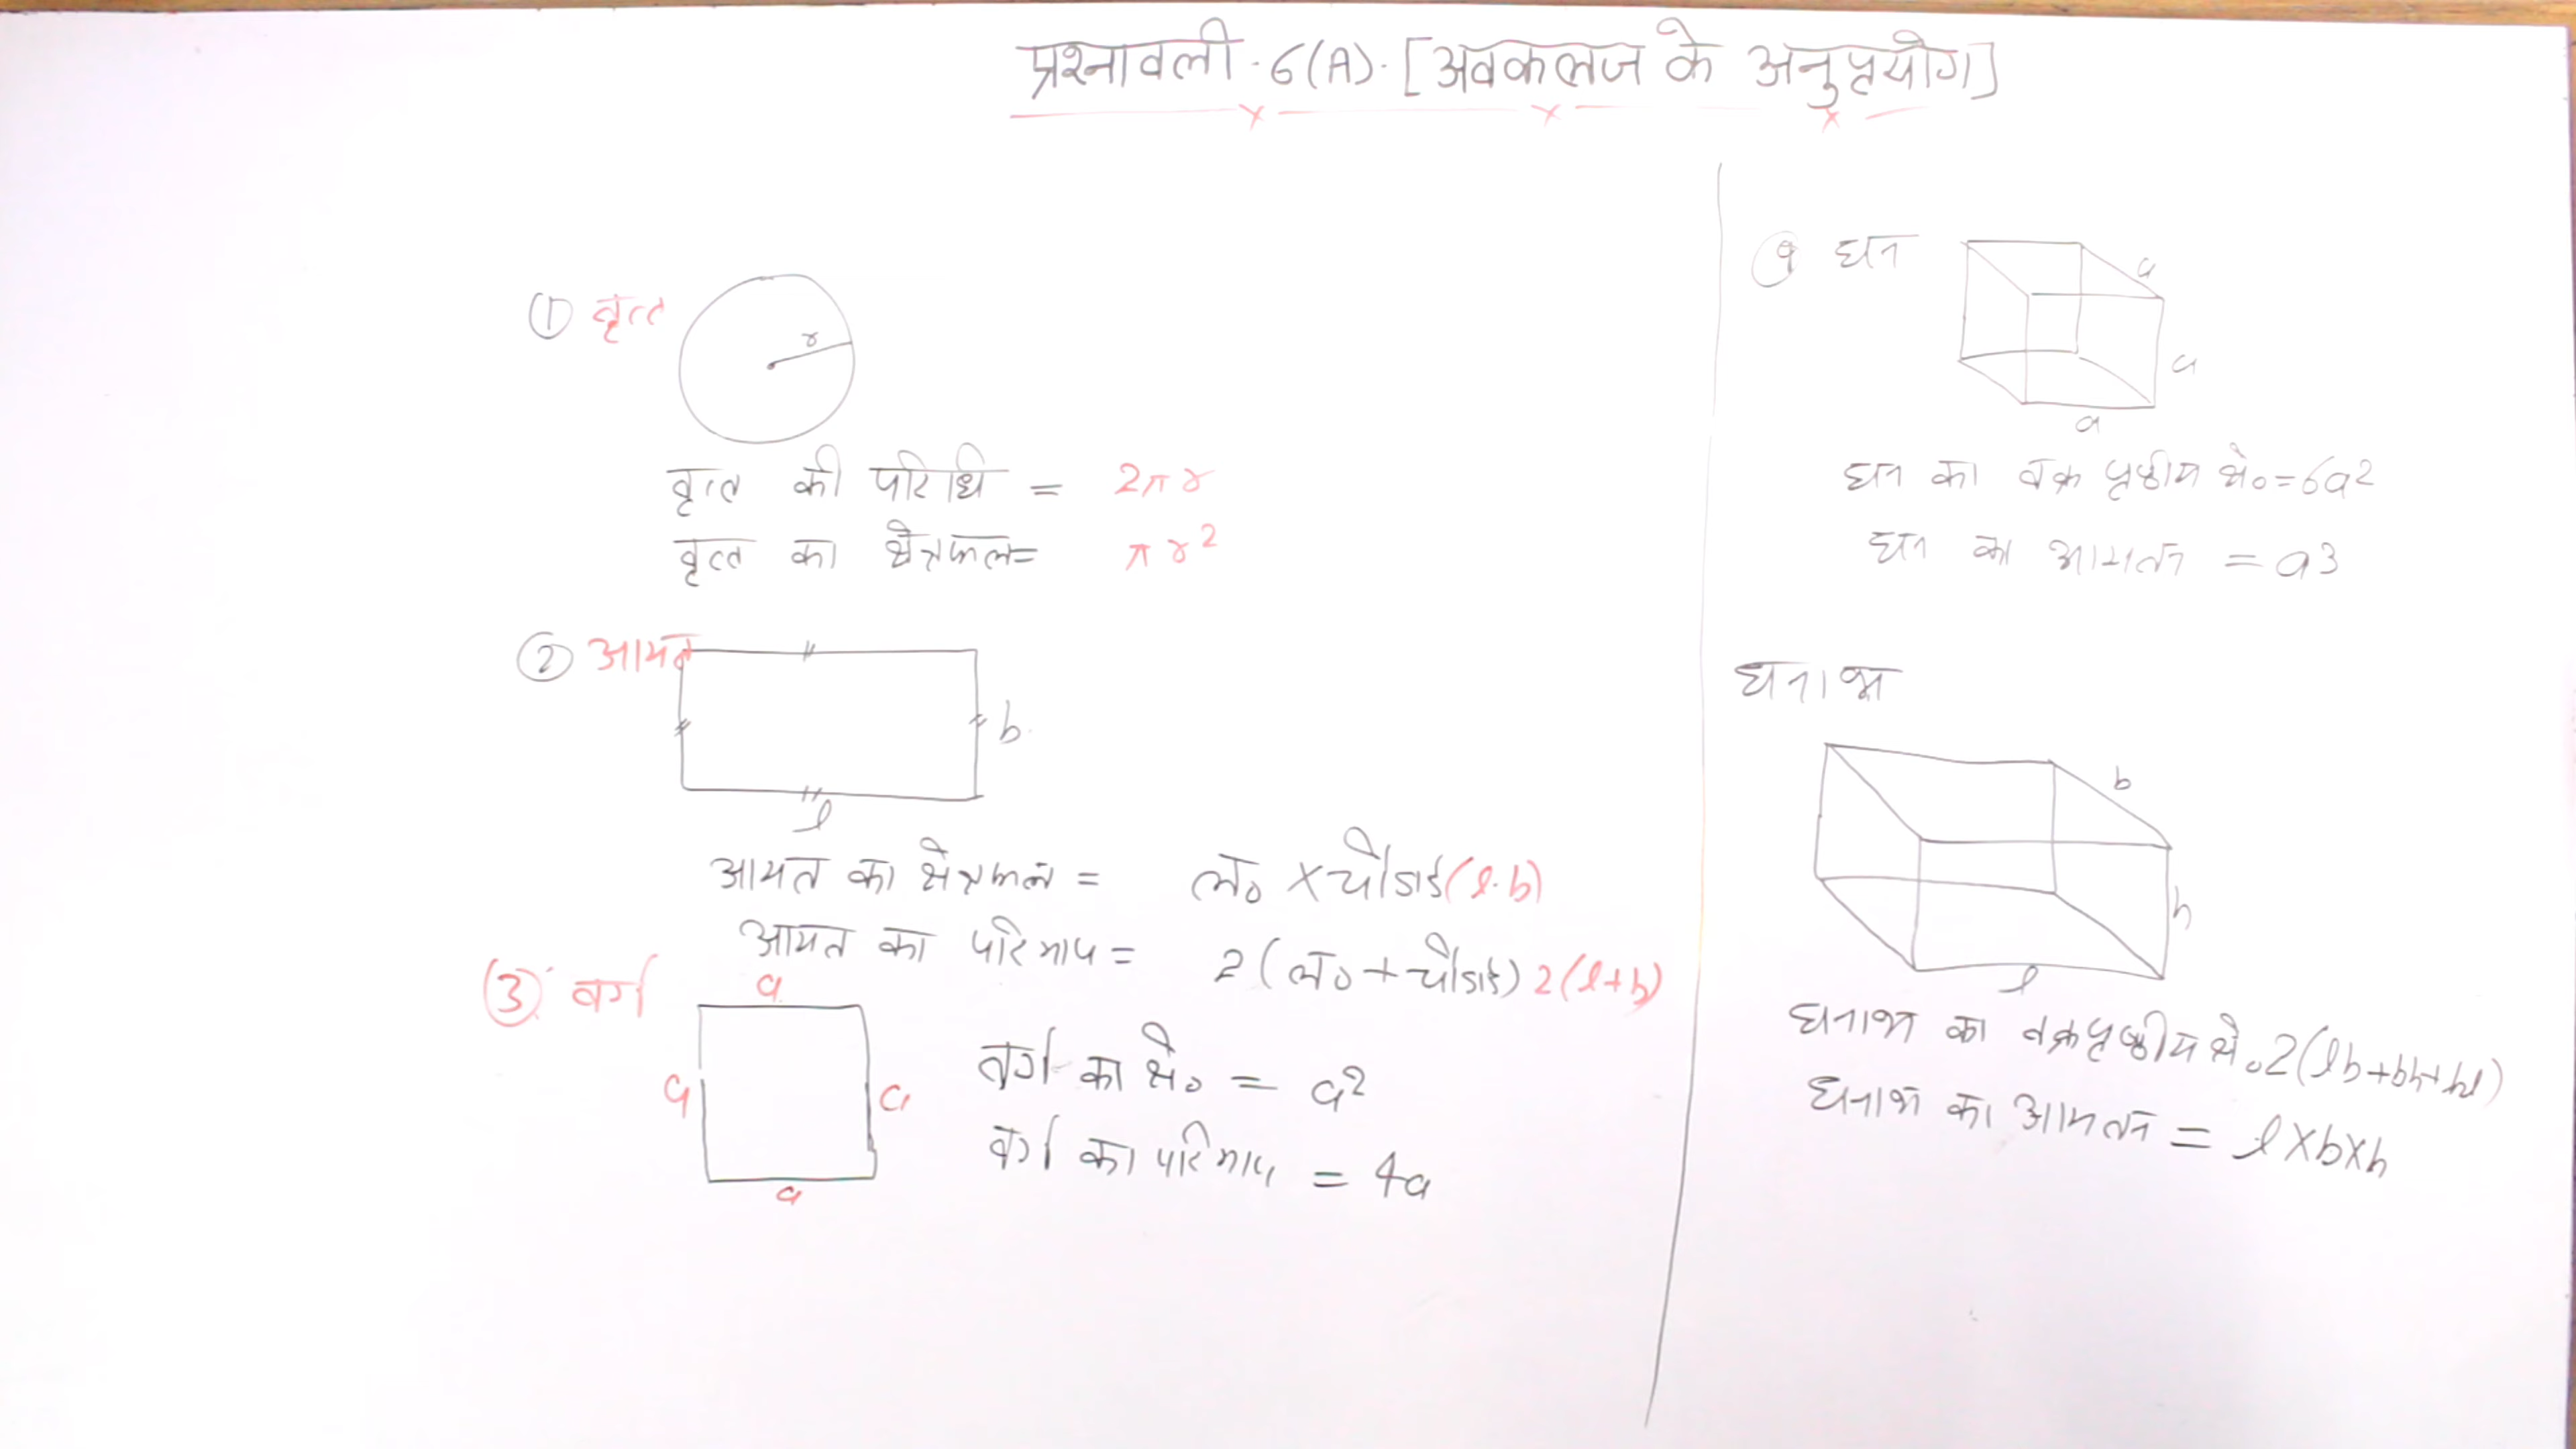 प्रश्नावली - 6(A). [अवकलज के अनुप्रयोग]
① वृत्त
r
वृत्त की परिधि = 2πr
वृत्त का क्षेत्रफल= πr²
② आयत
b
l
आयत का क्षेत्रफल = ल० × चौडाई (l.b)
आयत का परिमाप = 2(ल०+चौडाई) 2(l+b)
③ वर्ग
a
a
a
a
वर्ग का क्षे० = a²
वर्ग का परिमाप = 4a
घन
a
a
a
घन का वक्र पृष्ठीय क्षे० = 6a²
घन का आयतन = a3
घनाभ
b
h
l
घनाभ का वक्रपृष्ठीय क्षे० 2(lb+bh+hl)
घनाभ का आयतन = l×b×h